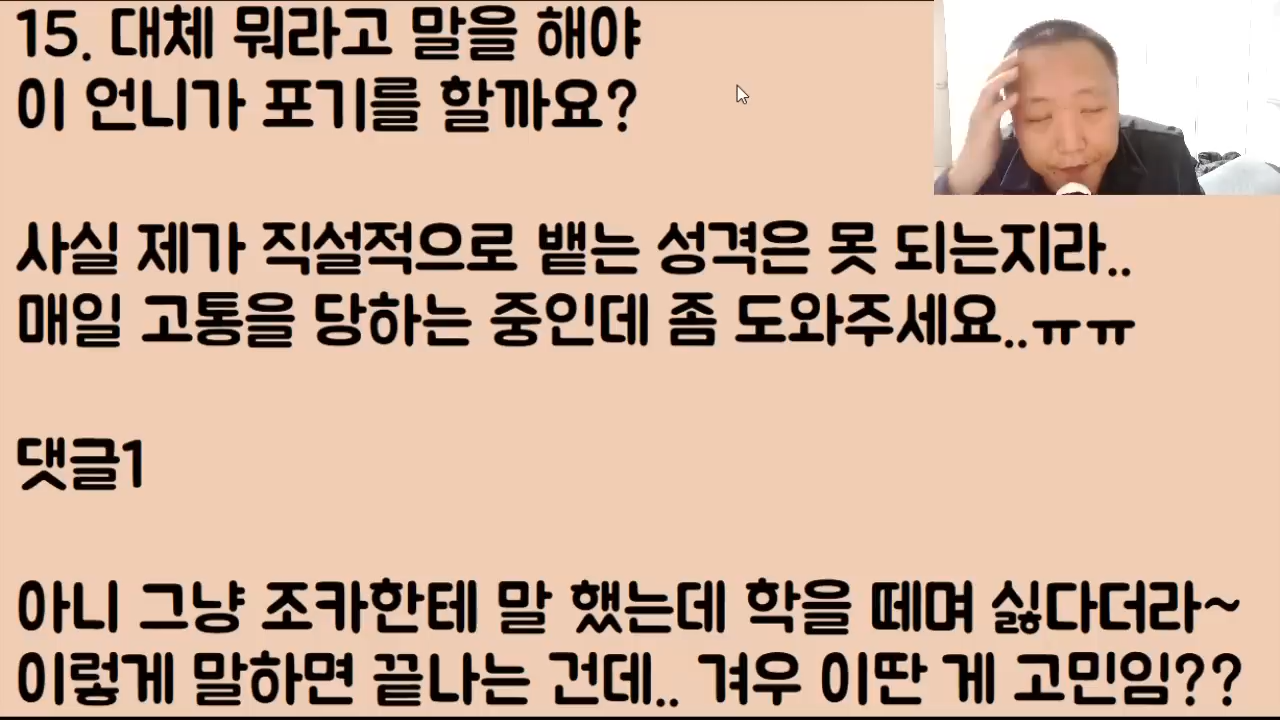 15. 대체 뭐라고 말을 해야
이 언니가 포기를 할까요?
사실 제가 직설적으로 뱉는 성격은 못 되는지라..
매일 고통을 당하는 중인데 좀 도와주세요..ㅠㅠ
댓글1
아니 그냥 조카한테 말 했는데 학을 떼며 싫다더라~
이렇게 말하면 끝나는 건데.. 겨우 이딴 게 고민임??